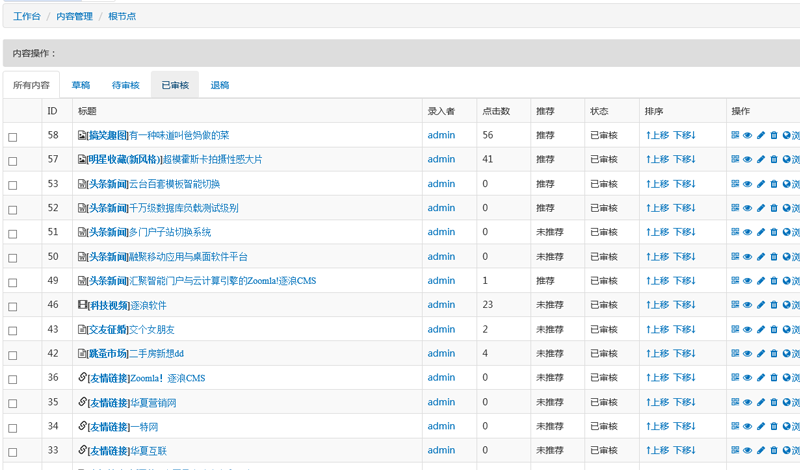 工作台 / 内容管理 / 根节点
内容操作：
所有内容 草稿 待审核 已审核 退稿
ID 标题 录入者 点击数 推荐 状态 排序 操作
58 [搞笑趣图]有一种味道叫爸妈做的菜 admin 56 推荐 已审核 ↑上移 下移↓ 浏
57 [明星收藏(新风格)]超模霍斯卡拍摄性感大片 admin 41 推荐 已审核 ↑上移 下移↓ 浏
53 [头条新闻]云台百套模板智能切换 admin 0 推荐 已审核 ↑上移 下移↓ 浏
52 [头条新闻]千万级数据库负载测试级别 admin 0 推荐 已审核 ↑上移 下移↓ 浏
51 [头条新闻]多门户子站切换系统 admin 0 未推荐 已审核 ↑上移 下移↓ 浏
50 [头条新闻]融聚移动应用与桌面软件平台 admin 0 未推荐 已审核 ↑上移 下移↓ 浏
49 [头条新闻]汇聚智能门户与云计算引擎的Zoomla!逐浪CMS admin 1 推荐 已审核 ↑上移 下移↓ 浏
46 [科技视频]逐浪软件 admin 23 未推荐 已审核 ↑上移 下移↓ 浏
43 [交友征婚]交个女朋友 admin 2 未推荐 已审核 ↑上移 下移↓ 浏
42 [跳蚤市场]二手房新想dd admin 4 未推荐 已审核 ↑上移 下移↓ 浏
36 [友情链接]Zoomla！逐浪CMS admin 0 未推荐 已审核 ↑上移 下移↓ 浏
35 [友情链接]华夏营销网 admin 0 未推荐 已审核 ↑上移 下移↓ 浏
34 [友情链接]一特网 admin 0 未推荐 已审核 ↑上移 下移↓ 浏
33 [友情链接]华夏互联 admin 0 未推荐 已审核 ↑上移 下移↓ 浏